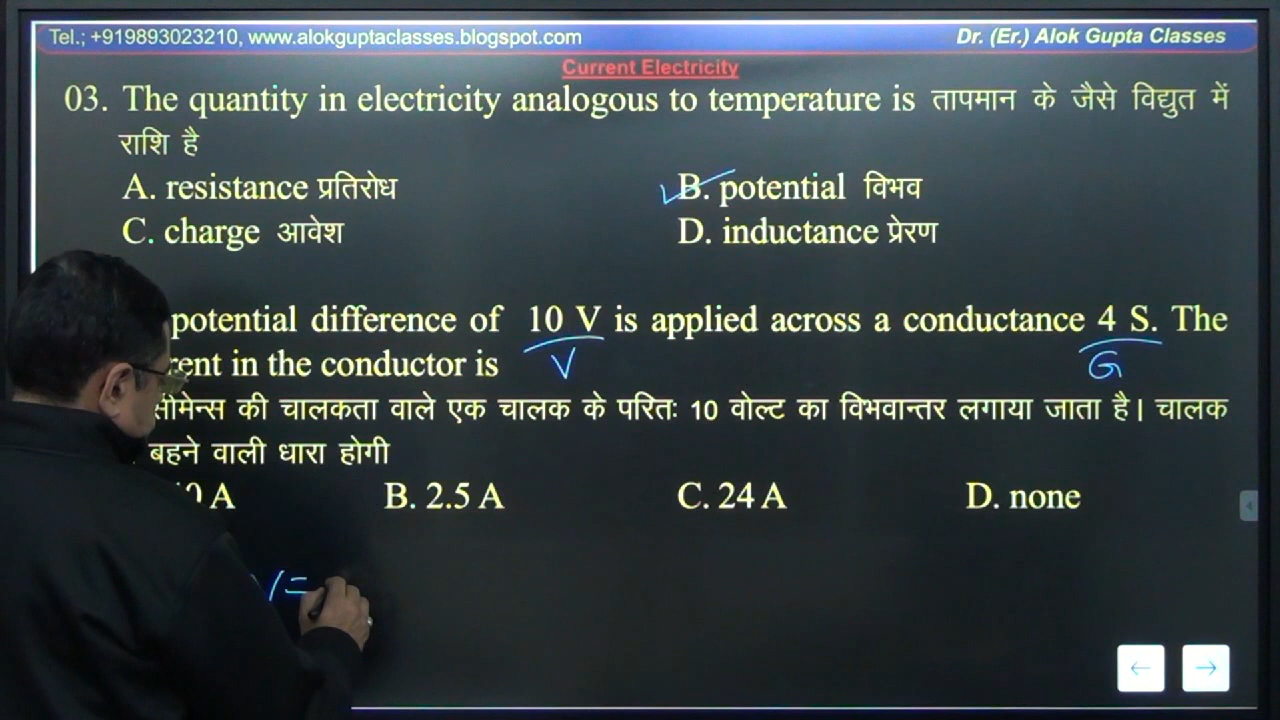 Tel.; +919893023210, www.alokguptaclasses.blogspot.com Dr. (Er.) Alok Gupta Classes
Current Electricity
03. The quantity in electricity analogous to temperature is तापमान के जैसे विद्युत में
राशि है
A. resistance प्रतिरोध B. potential विभव
C. charge आवेश D. inductance प्रेरण
potential difference of 10 V is applied across a conductance 4 S. The
rent in the conductor is V G
सीमेन्स की चालकता वाले एक चालक के परितः 10 वोल्ट का विभवान्तर लगाया जाता है। चालक
बहने वाली धारा होगी
0 A B. 2.5 A C. 24 A D. none
V=
← →